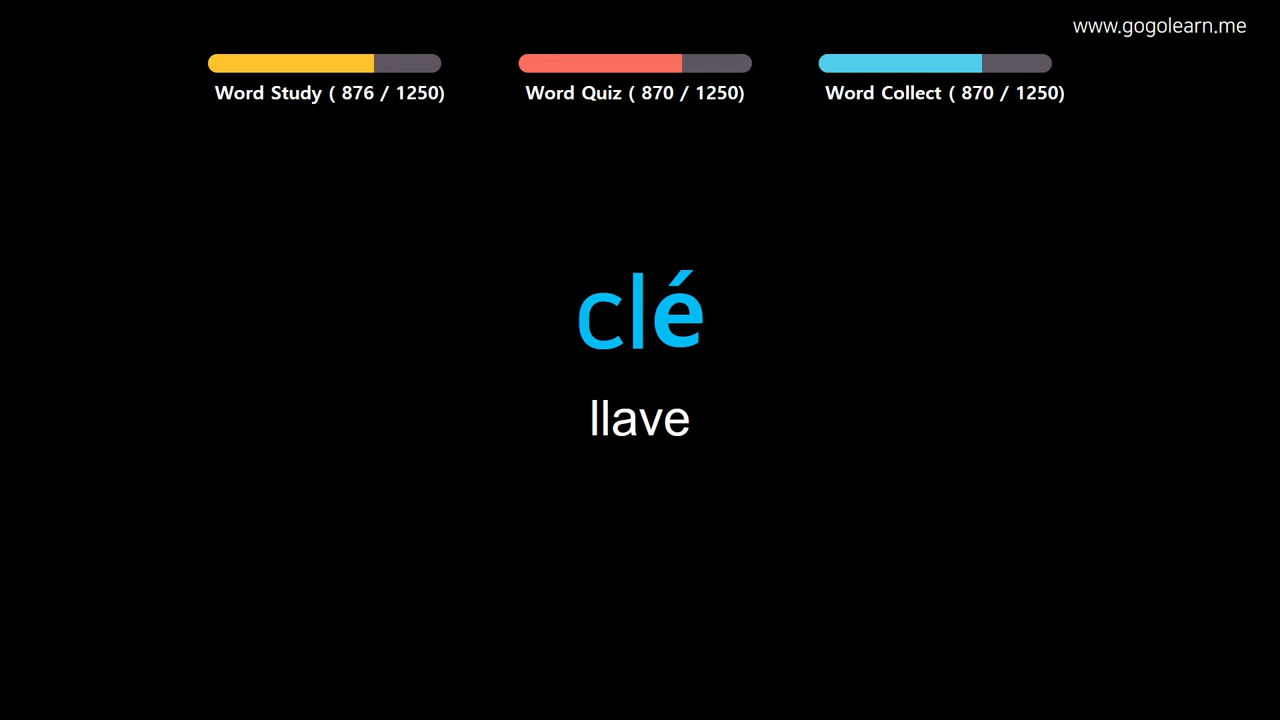 www.gogolearn.me
Word Study ( 876 / 1250)
Word Quiz ( 870 / 1250)
Word Collect ( 870 / 1250)
clé
llave